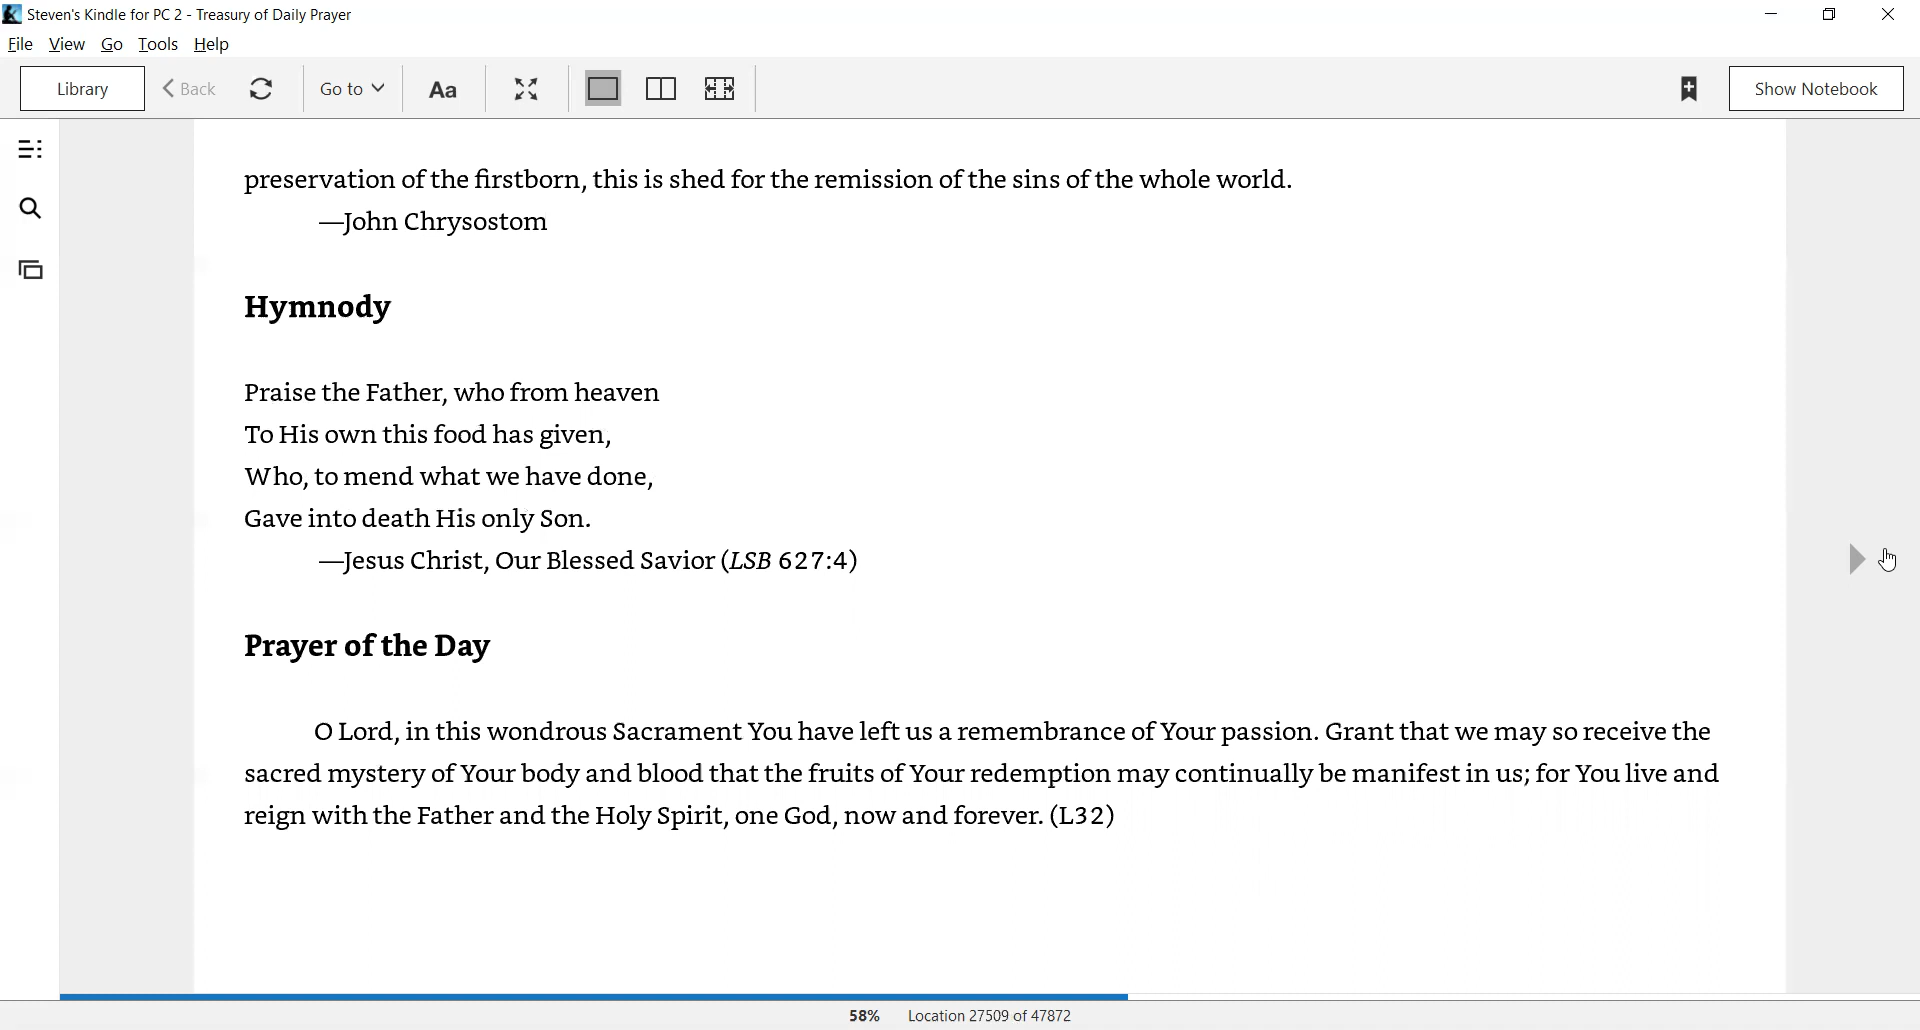 Steven's Kindle for PC 2 - Treasury of Daily Prayer
File View Go Tools Help
Library Back Go to Aa Show Notebook
preservation of the firstborn, this is shed for the remission of the sins of the whole world.
—John Chrysostom
Hymnody
Praise the Father, who from heaven
To His own this food has given,
Who, to mend what we have done,
Gave into death His only Son.
—Jesus Christ, Our Blessed Savior (LSB 627:4)
Prayer of the Day
O Lord, in this wondrous Sacrament You have left us a remembrance of Your passion. Grant that we may so receive the
sacred mystery of Your body and blood that the fruits of Your redemption may continually be manifest in us; for You live and
reign with the Father and the Holy Spirit, one God, now and forever. (L32)
58% Location 27509 of 47872